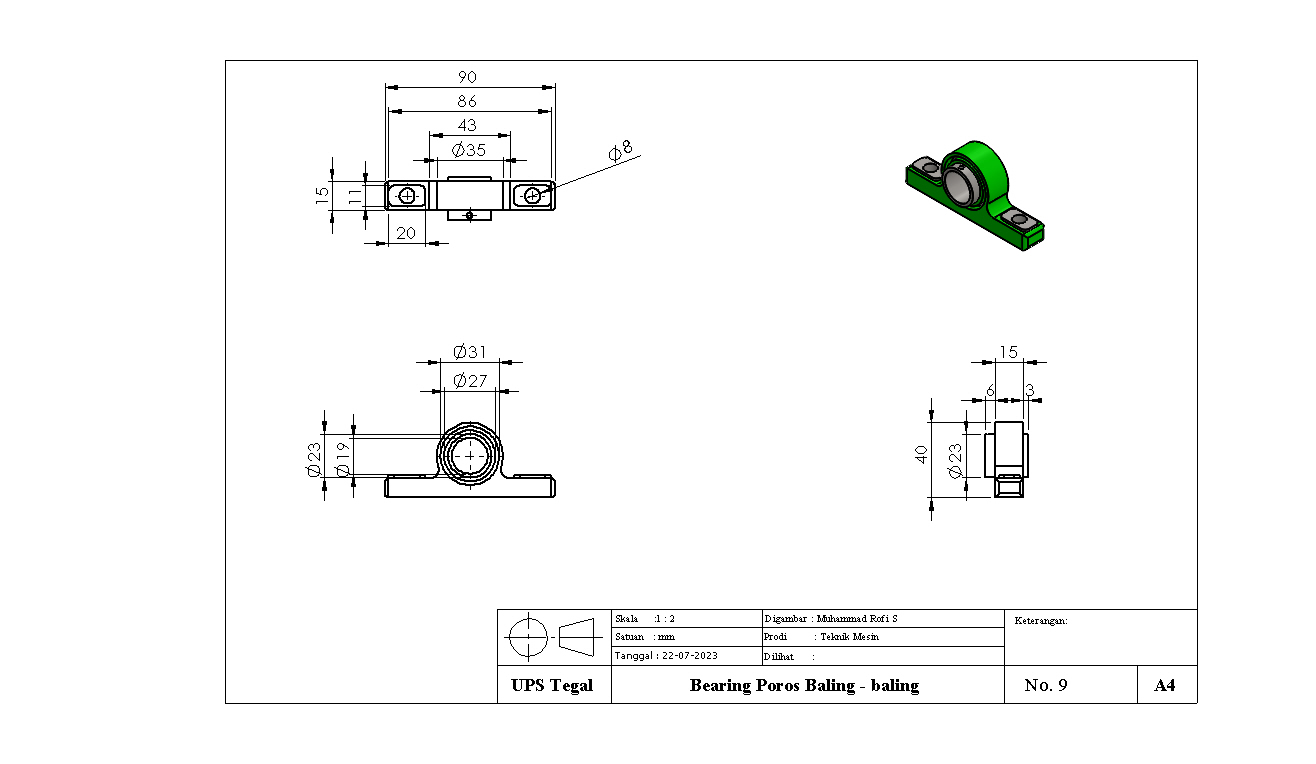 90
86
43
Ø35
Ø8
15
11
20
Ø31
Ø27
Ø23
Ø19
15
6
3
40
Ø23
Skala :1 : 2
Digambar : Muhammad Rofi S
Keterangan:
Satuan : mm
Prodi : Teknik Mesin
Tanggal : 22-07-2023
Dilihat :
UPS Tegal
Bearing Poros Baling - baling
No. 9
A4